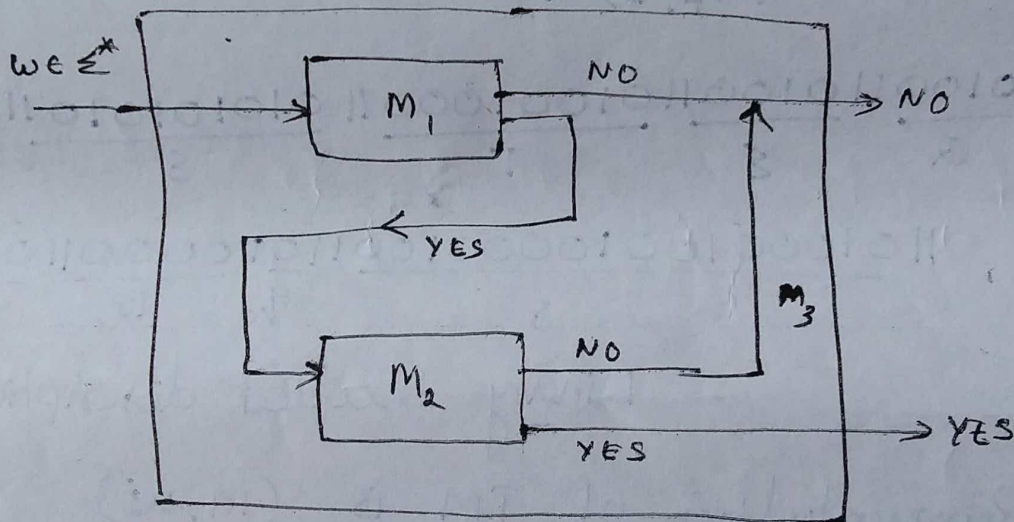 w ∈ Σ*
M₁
NO
NO
YES
M₃
M₂
NO
YES
YES